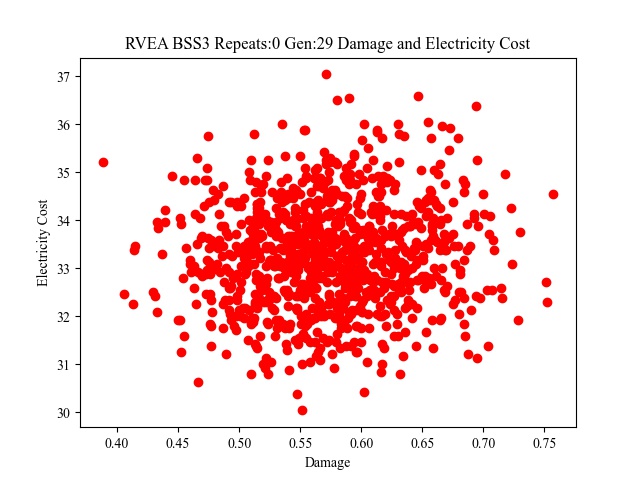 RVEA BSS3 Repeats:0 Gen:29 Damage and Electricity Cost
37
36
35
34
33
32
31
30
Electricity Cost
0.40 0.45 0.50 0.55 0.60 0.65 0.70 0.75
Damage